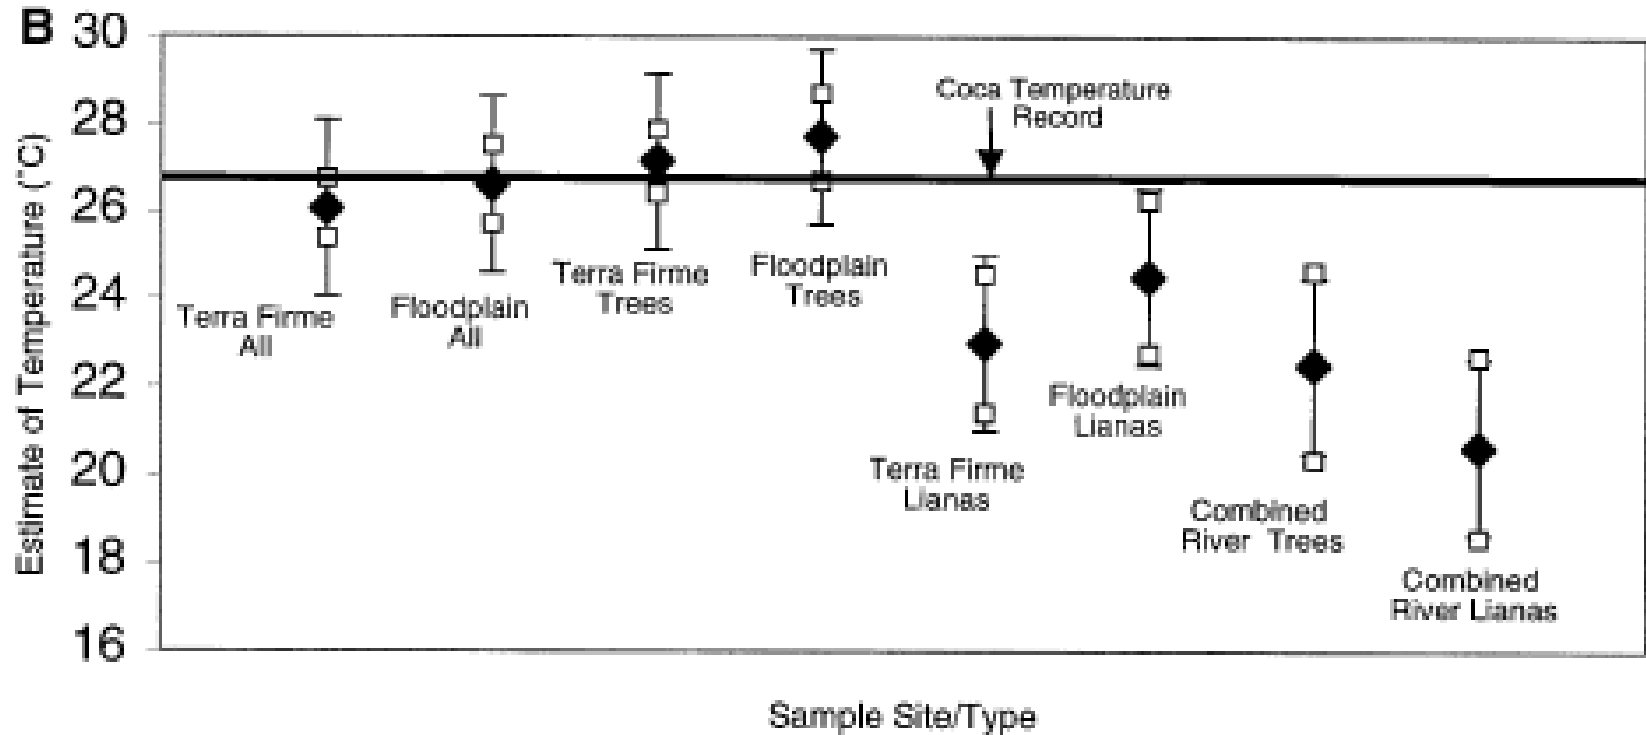 B
30
28
26
24
22
20
18
16
Estimate of Temperature (°C)
Coca Temperature
Record
Terra Firme
All
Floodplain
All
Terra Firme
Trees
Floodplain
Trees
Terra Firme
Lianas
Floodplain
Lianas
Combined
River Trees
Combined
River Lianas
Sample Site/Type